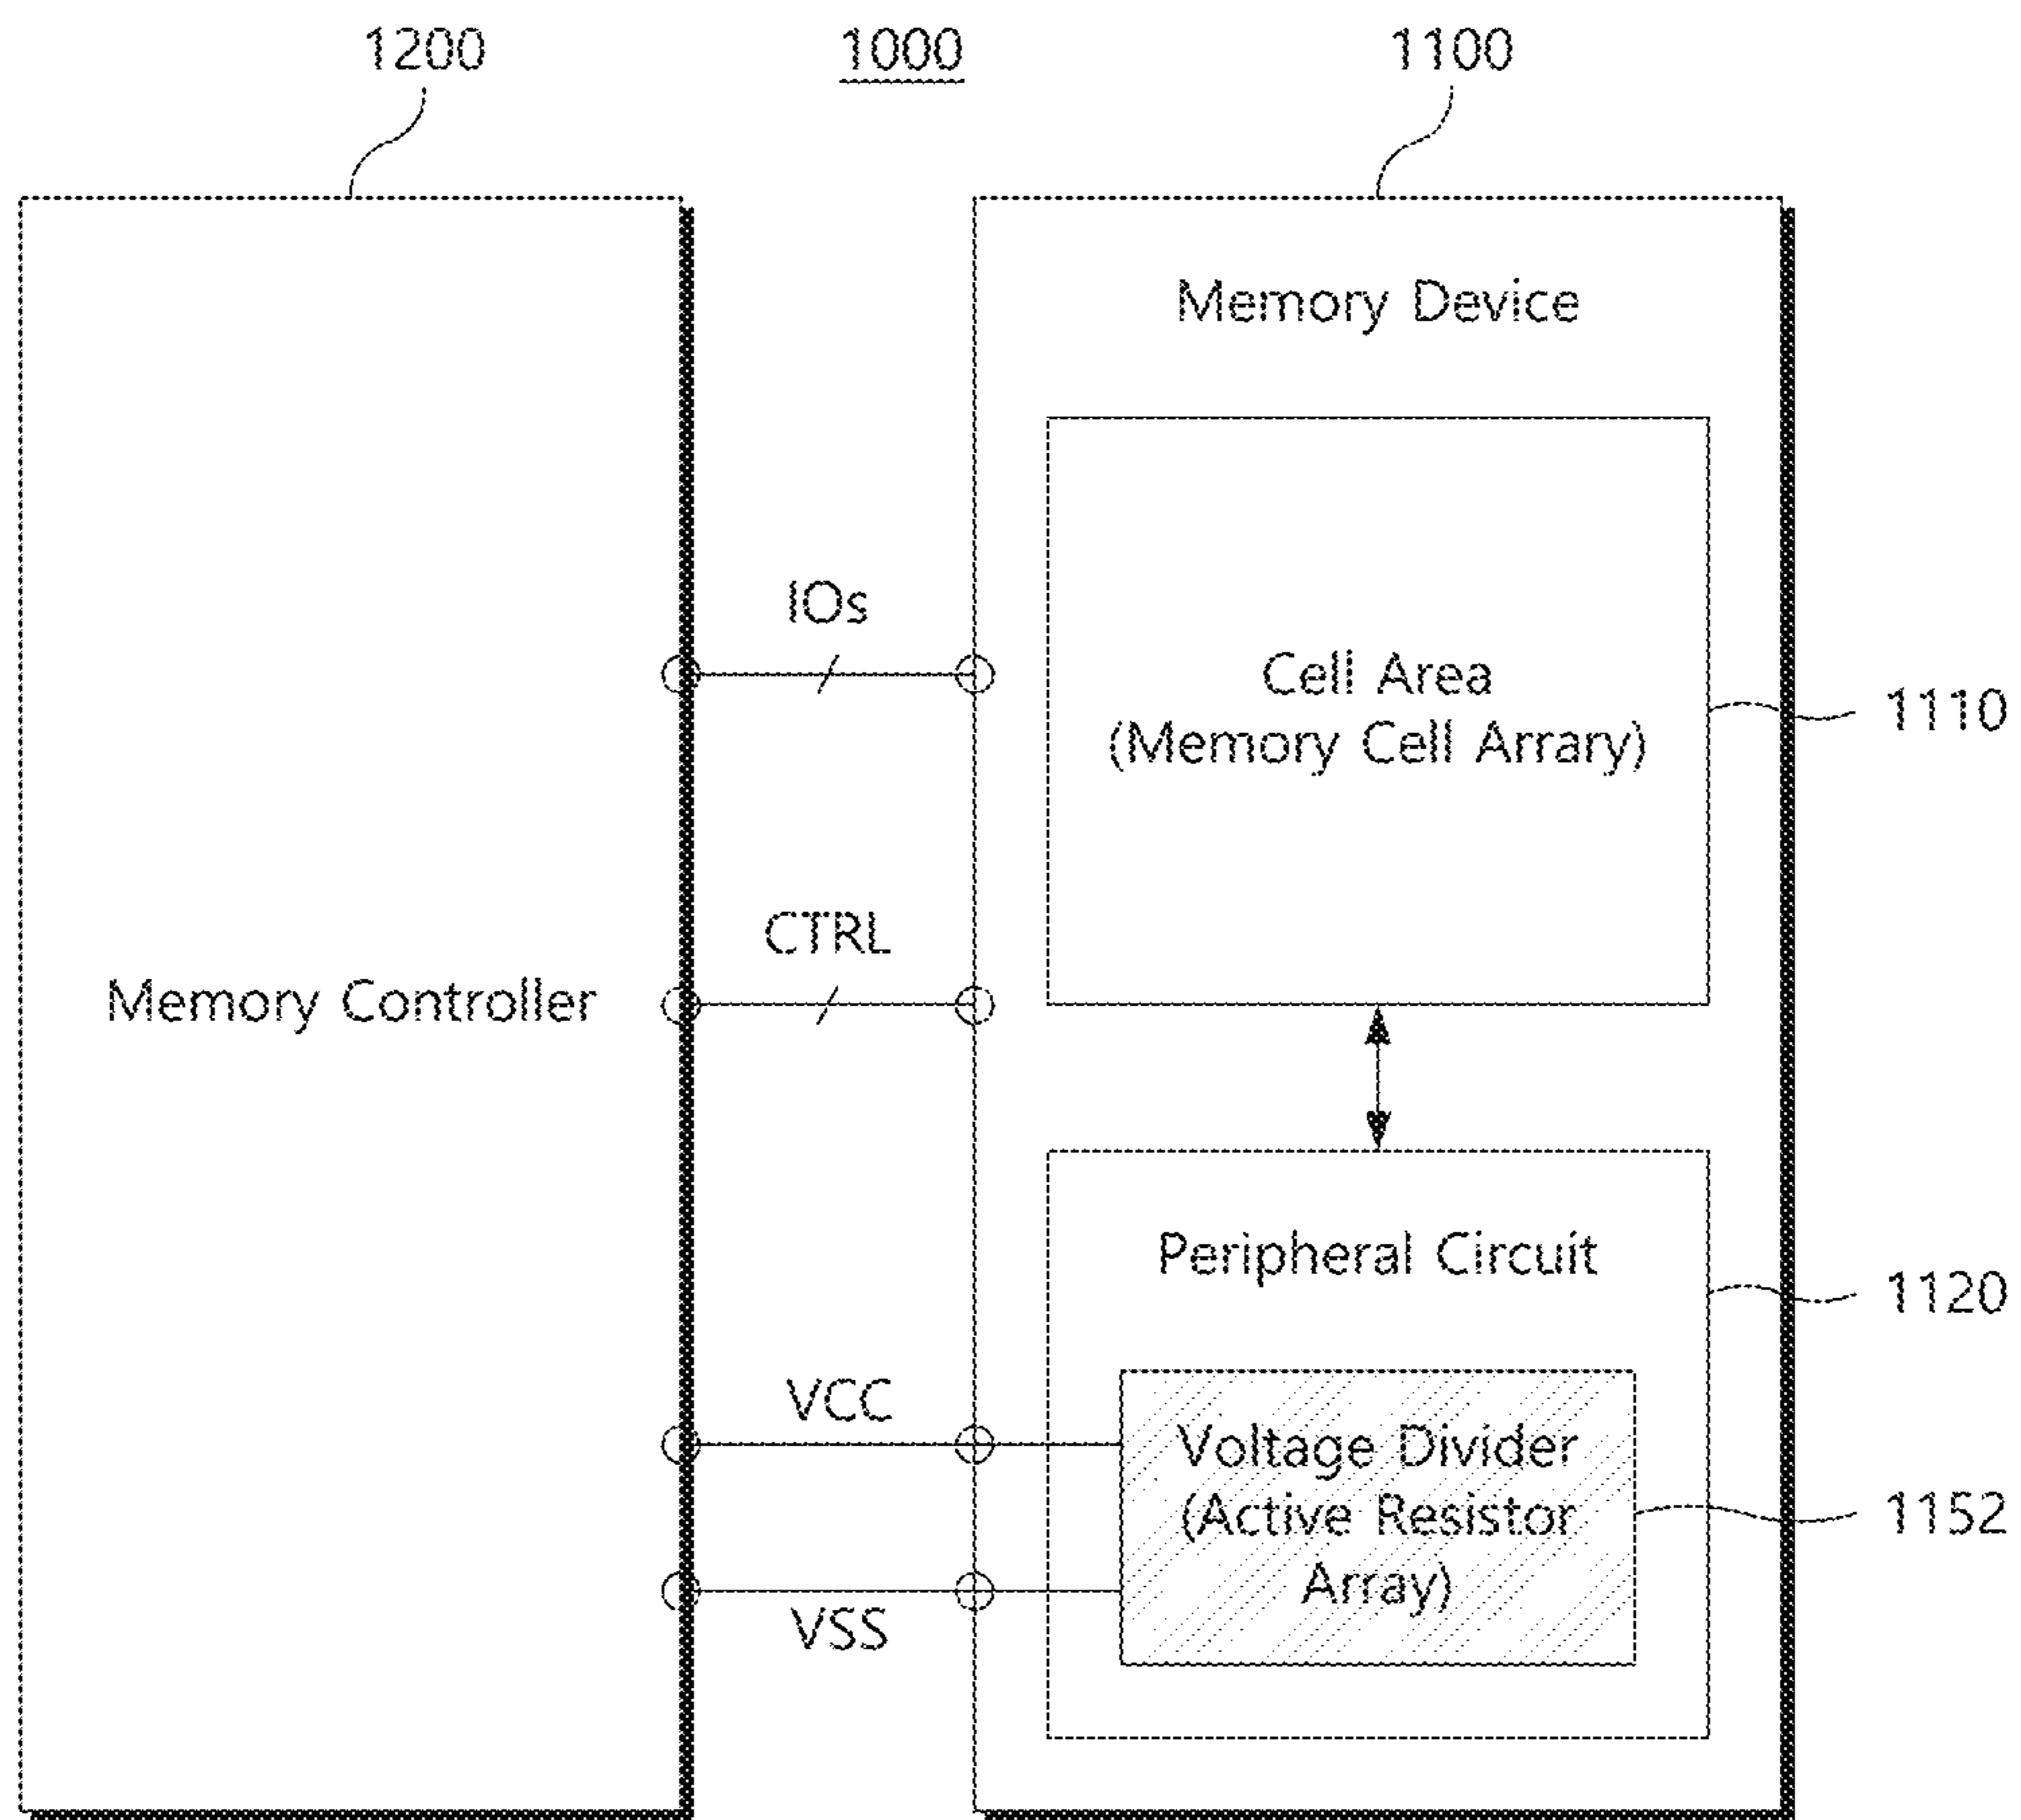 1200
1000
1100
Memory Device
IOs
Cell Area
(Memory Cell Arrary)
1110
CTRL
Memory Controller
Peripheral Circuit
1120
VCC
Voltage Divider
(Active Resistor
Array)
1152
VSS